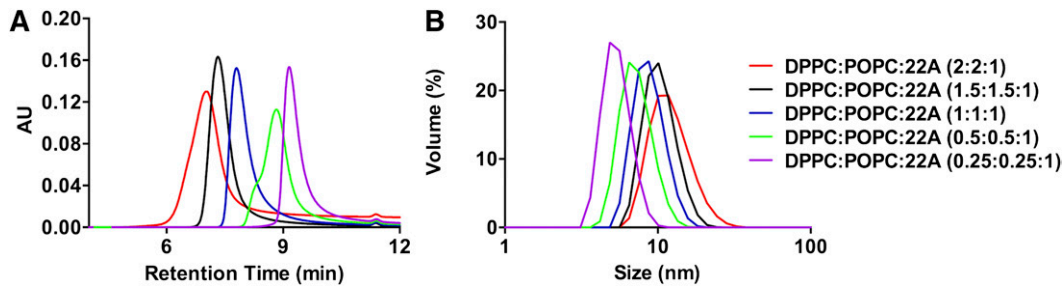 A
0.20
0.16
0.12
0.08
0.04
0.00
AU
6
9
12
Retention Time (min)
B
30
20
10
0
Volume (%)
1
10
100
Size (nm)
DPPC:POPC:22A (2:2:1)
DPPC:POPC:22A (1.5:1.5:1)
DPPC:POPC:22A (1:1:1)
DPPC:POPC:22A (0.5:0.5:1)
DPPC:POPC:22A (0.25:0.25:1)